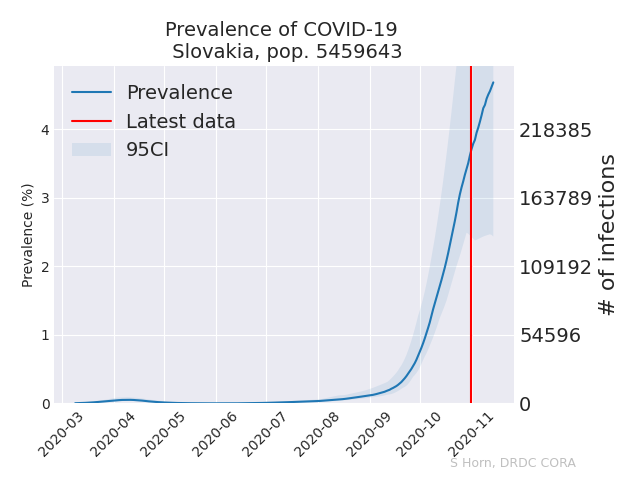 Prevalence of COVID-19
Slovakia, pop. 5459643
Prevalence
Latest data
95CI
Prevalence (%)
4
3
2
1
0
218385
163789
109192
54596
0
# of infections
2020-03
2020-04
2020-05
2020-06
2020-07
2020-08
2020-09
2020-10
2020-11
S Horn, DRDC CORA